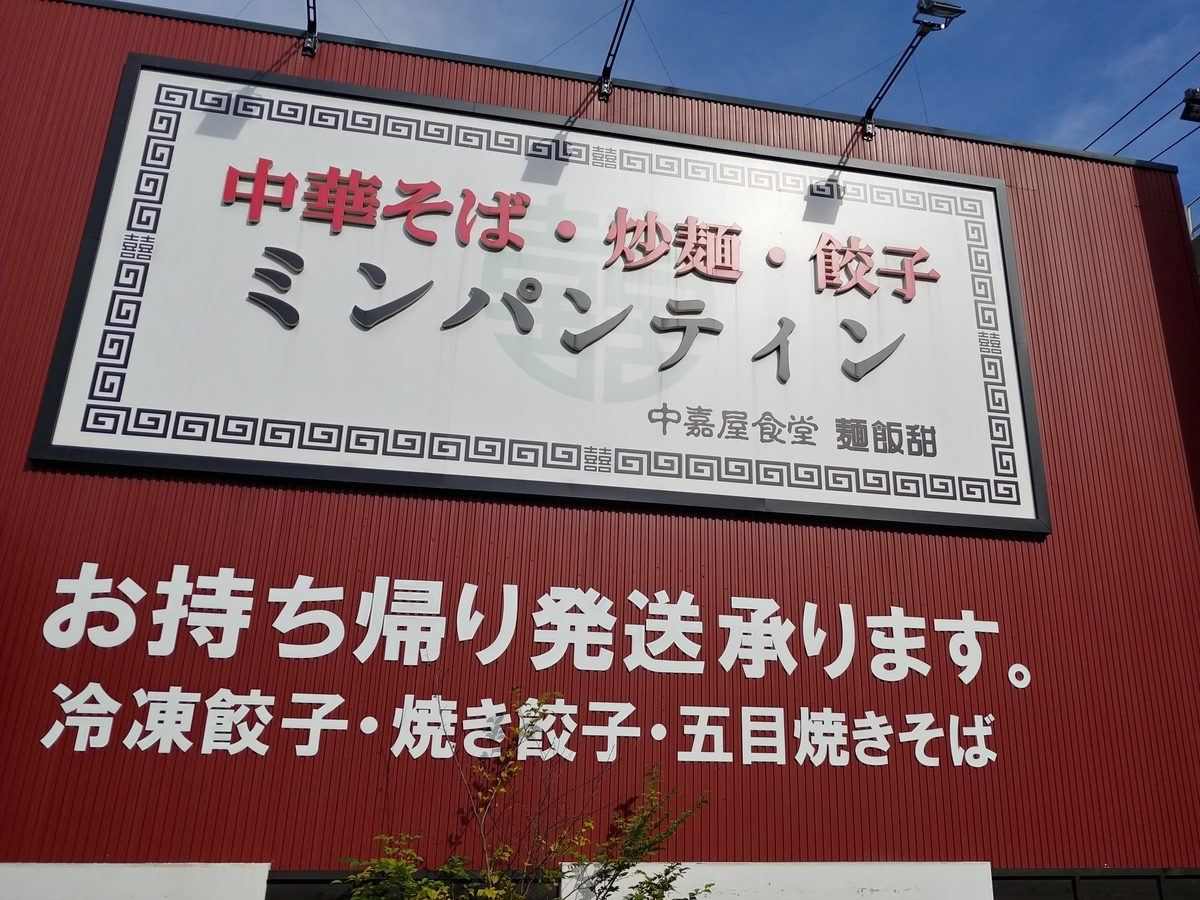 中華そば・炒麺・餃子
ミンパンティン
中嘉屋食堂 麺飯甜
お持ち帰り発送承ります。
冷凍餃子・焼き餃子・五目焼きそば